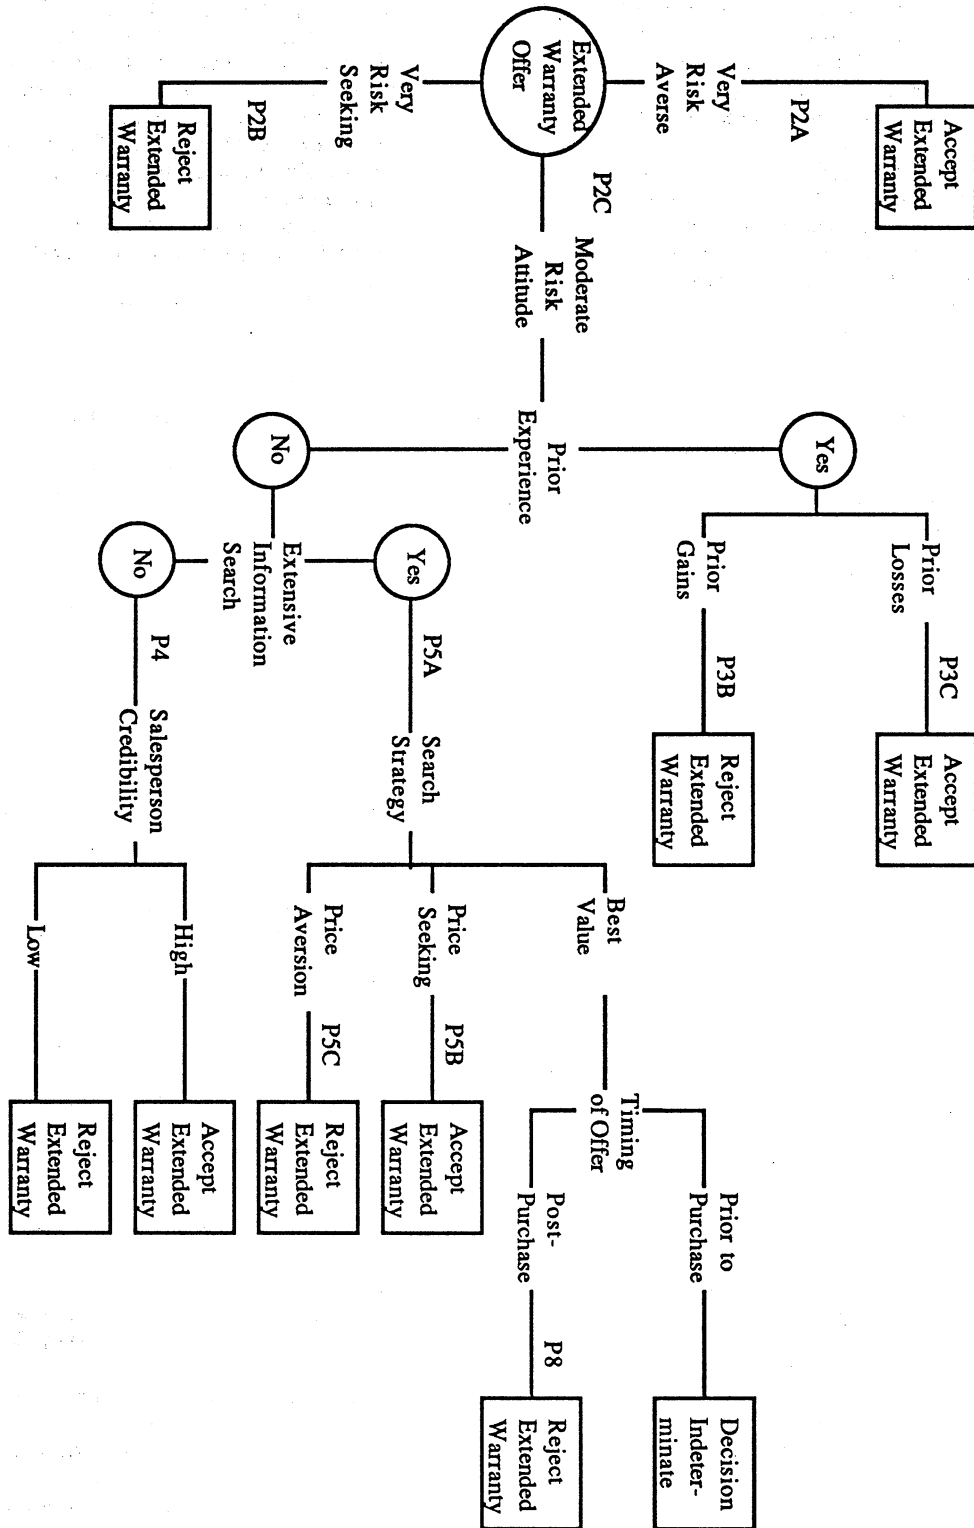 Accept
Extended
Warranty
P2A
Very
Risk
Averse
Extended
Warranty
Offer
Very
Risk
Seeking
P2B
Reject
Extended
Warranty
P2C
Moderate
Risk
Attitude
Prior
Experience
Yes
Prior
Losses
P3C
Accept
Extended
Warranty
Prior
Gains
P3B
Reject
Extended
Warranty
No
Extensive
Information
Search
Yes
P5A
Search
Strategy
Best
Value
Timing
of Offer
Prior to
Purchase
Decision
Indeter-
minate
Post-
Purchase
P8
Reject
Extended
Warranty
Price
Seeking
P5B
Accept
Extended
Warranty
Price
Aversion
P5C
Reject
Extended
Warranty
No
P4
Salesperson
Credibility
High
Accept
Extended
Warranty
Low
Reject
Extended
Warranty